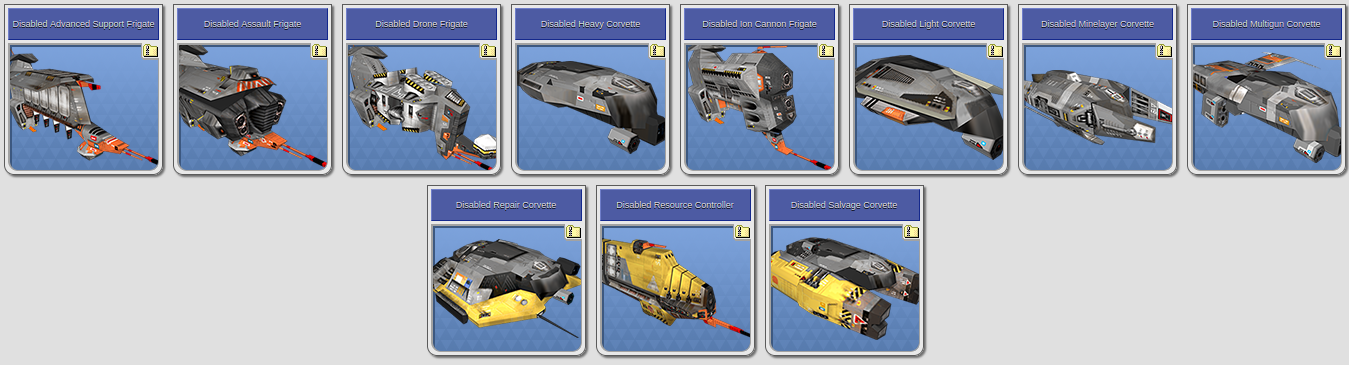 Disabled Advanced Support Frigate
Disabled Assault Frigate
Disabled Drone Frigate
Disabled Heavy Corvette
Disabled Ion Cannon Frigate
Disabled Light Corvette
Disabled Minelayer Corvette
Disabled Multigun Corvette
Disabled Repair Corvette
Disabled Resource Controller
Disabled Salvage Corvette